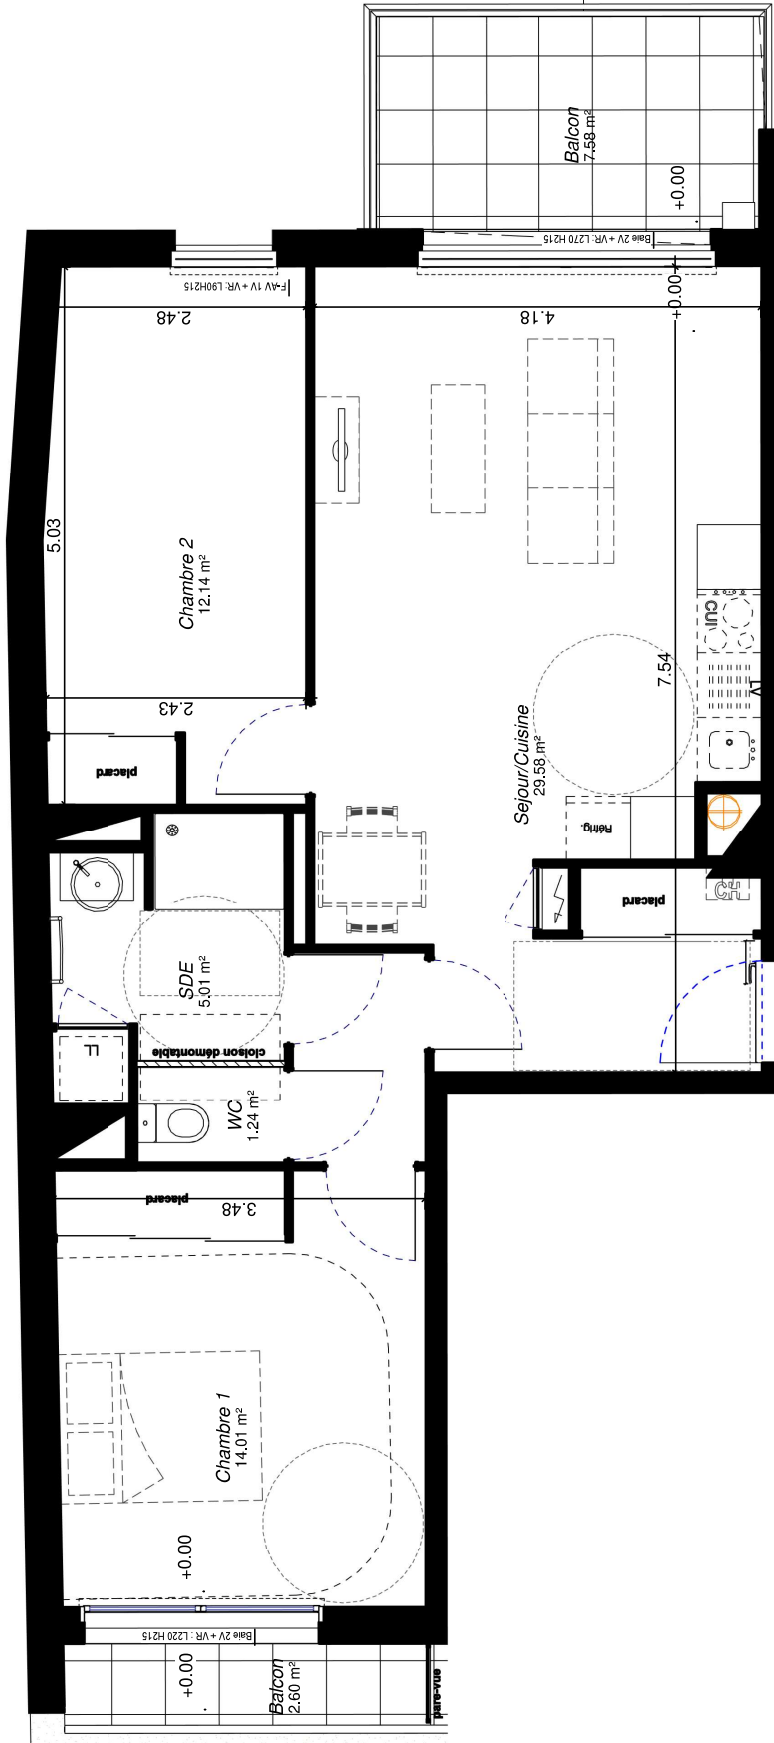 Balcon
7.58 m²
+0.00
Baie 2V + VR: L270 H215
F-AV 1V + VR: L90H215
+0.00
2.48
4.18
5.03
Chambre 2
12.14 m²
CUI
7.54
LV
2.43
Sejour/Cuisine
29.58 m²
placard
Réfrig.
placard
CH
SDE
5.01 m²
LL
cloison démontable
WC
1.24 m²
placard
3.48
Chambre 1
14.01 m²
+0.00
Baie 2V + VR : L220 H215
+0.00
Balcon
2.60 m²
pare-vue